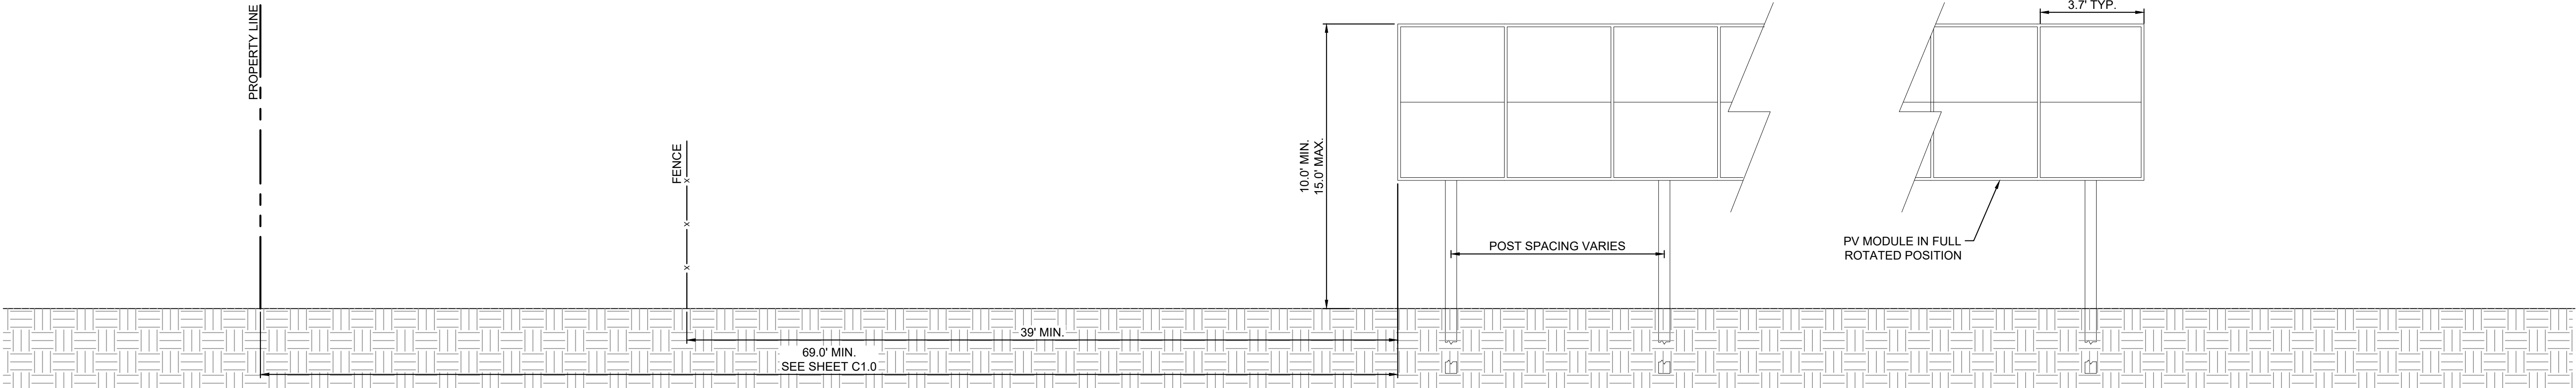 PROPERTY LINE
FENCE
X
X
X
10.0' MIN.
15.0' MAX.
3.7' TYP.
POST SPACING VARIES
PV MODULE IN FULL
ROTATED POSITION
39' MIN.
69.0' MIN.
SEE SHEET C1.0